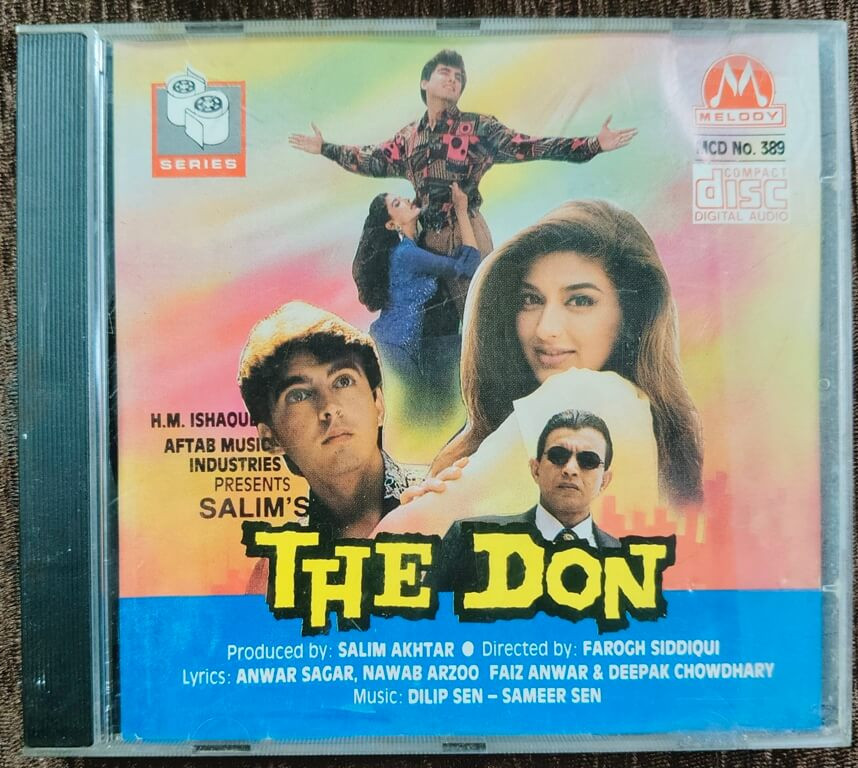 SERIES
MELODY
MCD No. 389
COMPACT
disc
DIGITAL AUDIO
H.M. ISHAQUE
AFTAB MUSIC
INDUSTRIES
PRESENTS
SALIM'S
THE DON
Produced by: SALIM AKHTAR ● Directed by: FAROGH SIDDIQUI
Lyrics: ANWAR SAGAR, NAWAB ARZOO FAIZ ANWAR & DEEPAK CHOWDHARY
Music: DILIP SEN – SAMEER SEN